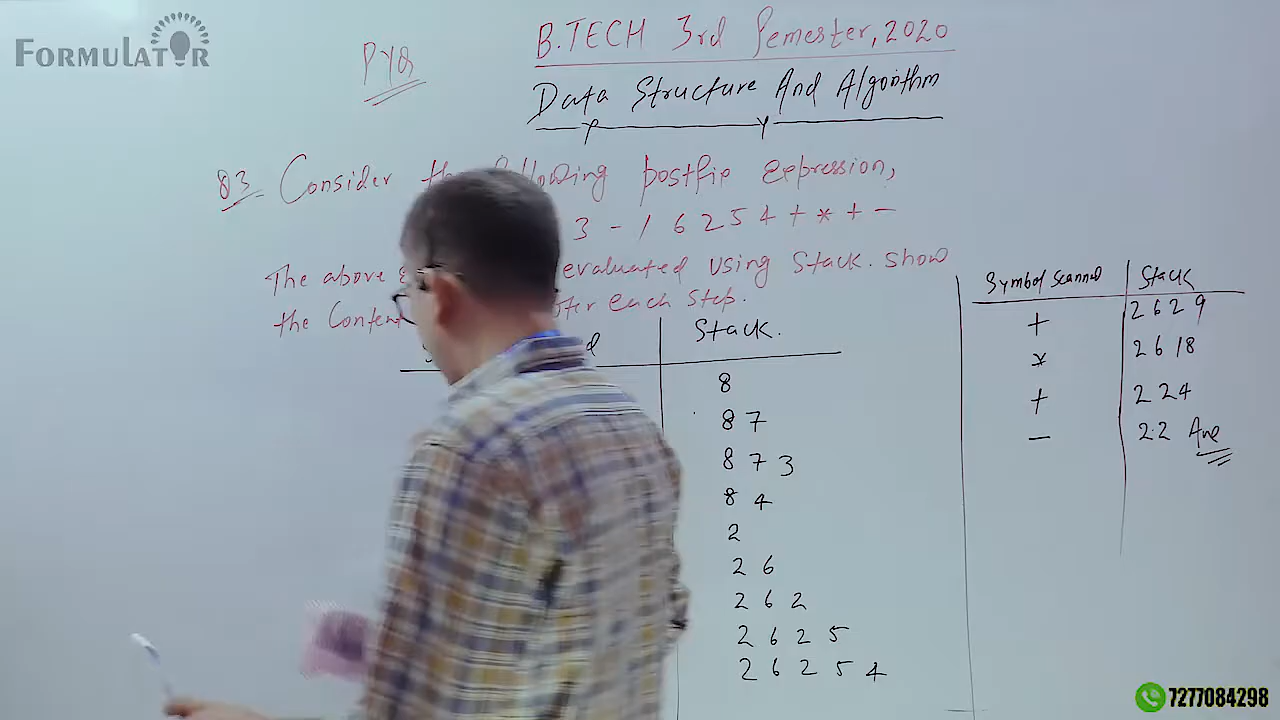 FORMULATOR
PYQ
B.TECH 3rd Semester, 2020
Data Structure And Algorithm
Q3 Consider the following postfix expression,
3 - / 6 2 5 4 + * + -
The above evaluated using Stack. Show
the Content after each step.
Stack.
8
8 7
8 7 3
8 4
2
2 6
2 6 2
2 6 2 5
2 6 2 5 4
Symbol scanned Stack
+ 2 6 2 9
* 2 6 18
+ 2 24
- 22 Ans
7277084298